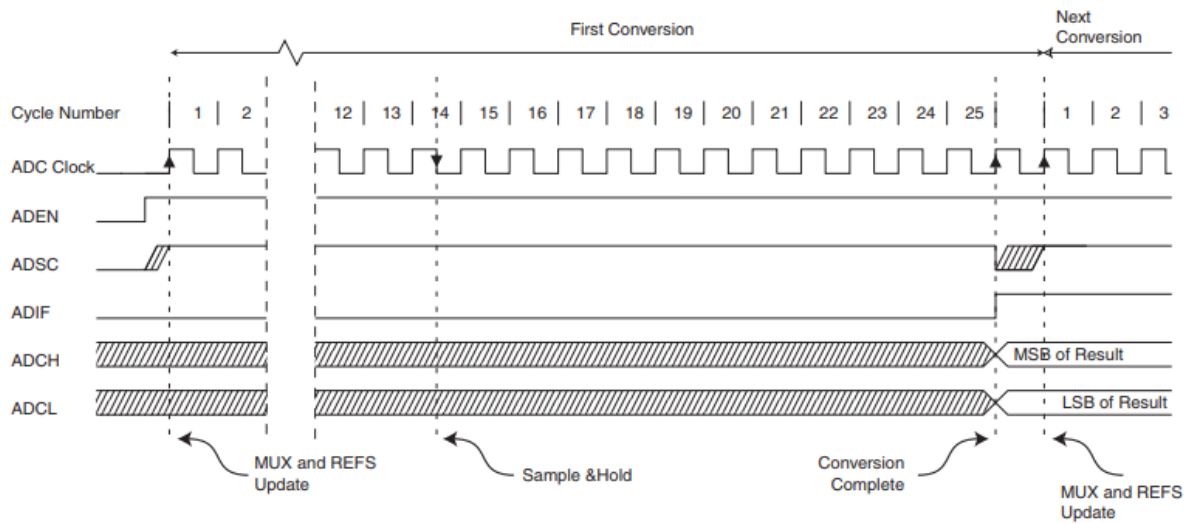 First Conversion
Next
Conversion
Cycle Number 1 2 12 13 14 15 16 17 18 19 20 21 22 23 24 25 1 2 3
ADC Clock
ADEN
ADSC
ADIF
ADCH MSB of Result
ADCL LSB of Result
MUX and REFS
Update
Sample &Hold
Conversion
Complete
MUX and REFS
Update